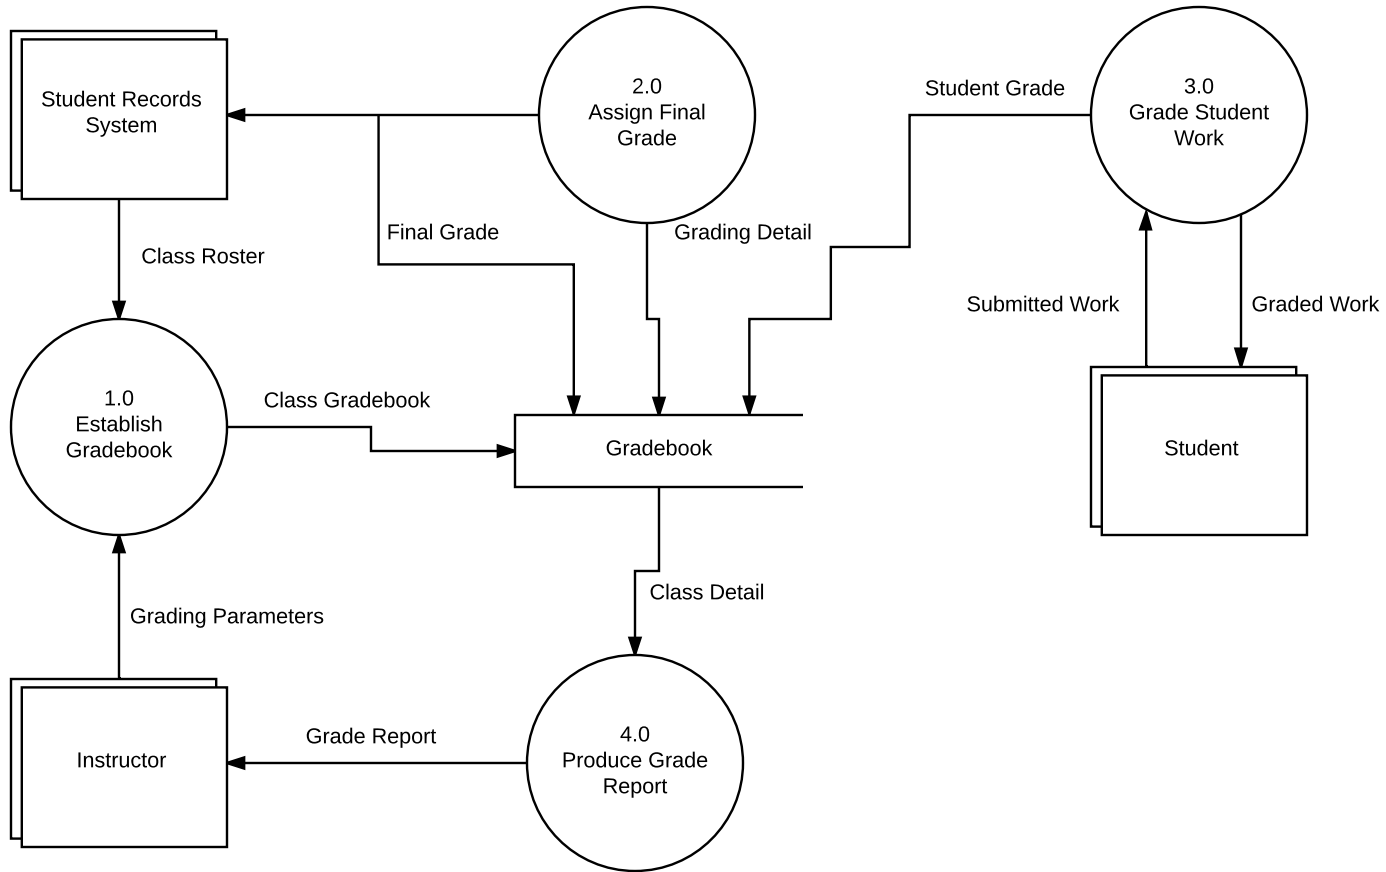 Student Records
System
2.0
Assign Final
Grade
Student Grade
3.0
Grade Student
Work
Final Grade
Grading Detail
Class Roster
Submitted Work
Graded Work
1.0
Establish
Gradebook
Class Gradebook
Gradebook
Student
Class Detail
Grading Parameters
Instructor
Grade Report
4.0
Produce Grade
Report